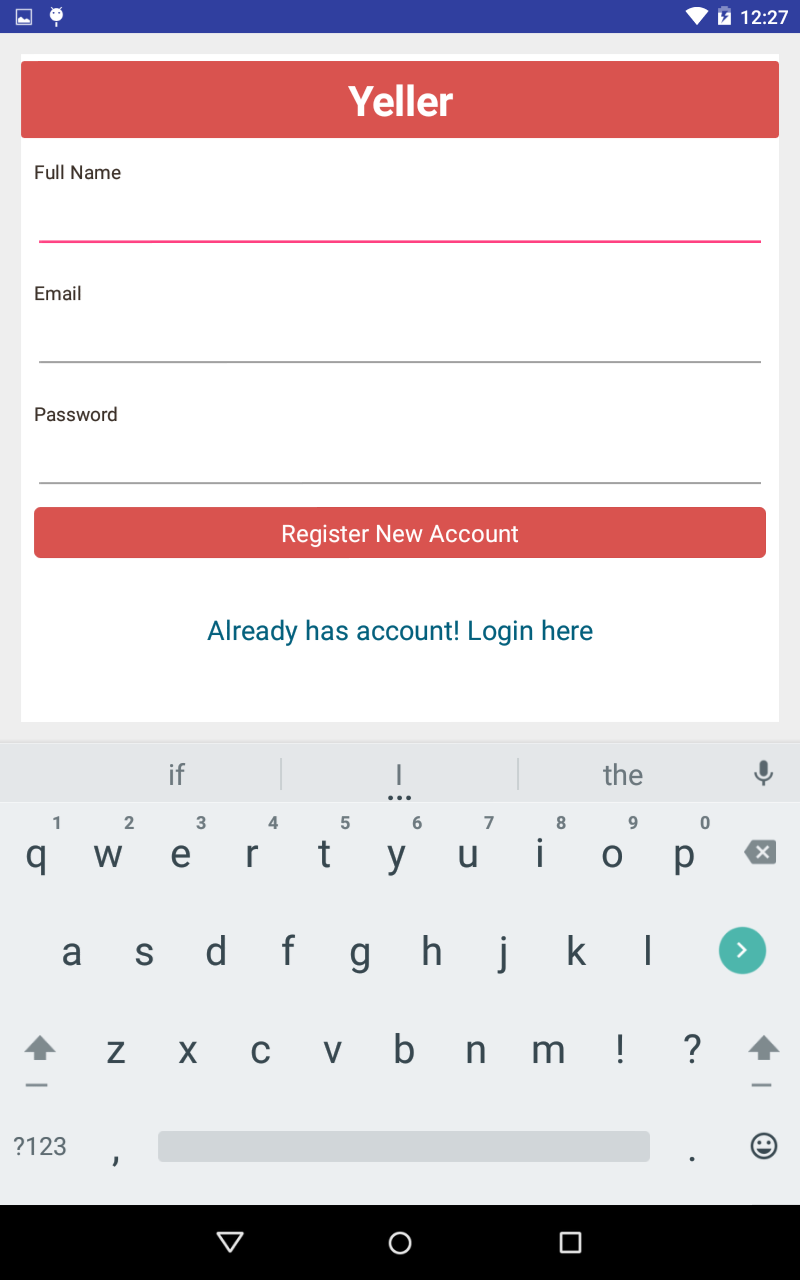 12:27
Yeller
Full Name
Email
Password
Register New Account
Already has account! Login here
if I the
1 2 3 4 5 6 7 8 9 0
q w e r t y u i o p
a s d f g h j k l
z x c v b n m ! ?
?123 , .